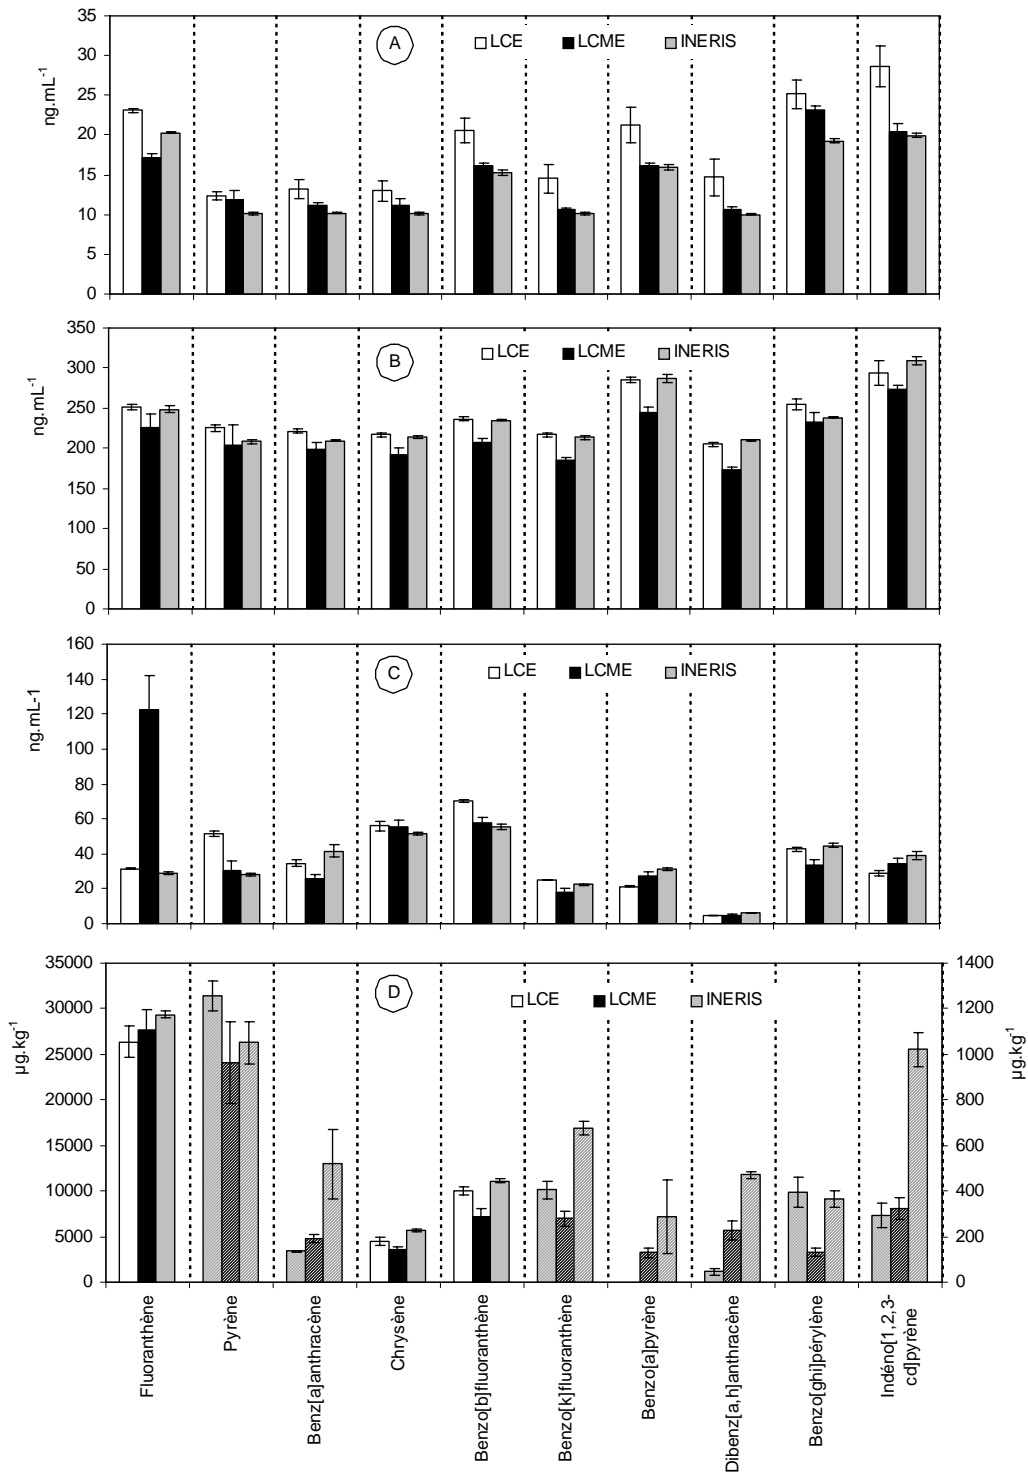 35
30
25
20
15
10
5
0
ng.mL-1
A
LCE
LCME
INERIS
350
300
250
200
150
100
50
0
ng.mL-1
B
LCE
LCME
INERIS
160
140
120
100
80
60
40
20
0
ng.mL-1
C
LCE
LCME
INERIS
35000
30000
25000
20000
15000
10000
5000
0
µg.kg-1
D
LCE
LCME
INERIS
1400
1200
1000
800
600
400
200
0
µg.kg-1
Fluoranthène
Pyrène
Benz[a]anthracène
Chrysène
Benzo[b]fluoranthène
Benzo[k]fluoranthène
Benzo[a]pyrène
Dibenz[a,h]anthracène
Benzo[ghi]pérylène
Indéno[1,2,3-
cd]pyrène